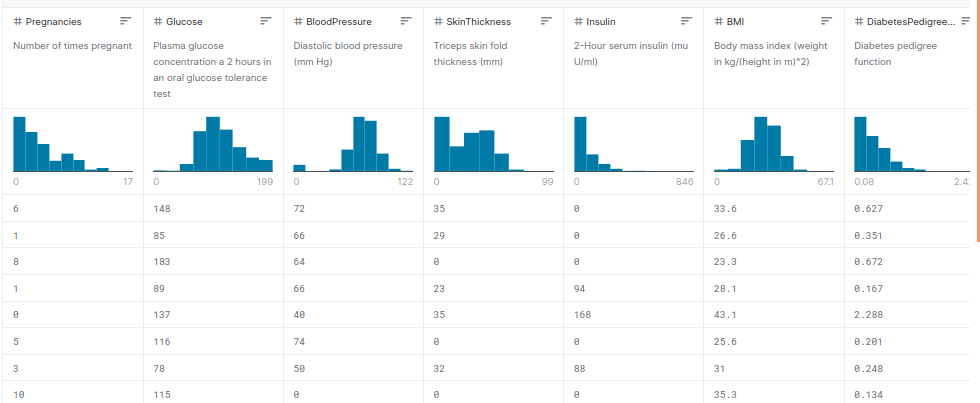 # Pregnancies # Glucose # BloodPressure # SkinThickness # Insulin # BMI # DiabetesPedigree...
Number of times pregnant Plasma glucose Diastolic blood pressure Triceps skin fold 2-Hour serum insulin (mu Body mass index (weight Diabetes pedigree
concentration a 2 hours in (mm Hg) thickness (mm) U/ml) in kg/(height in m)^2) function
an oral glucose tolerance
test
0 17 0 199 0 122 0 99 0 846 0 67.1 0.08 2.4
6 148 72 35 0 33.6 0.627
1 85 66 29 0 26.6 0.351
8 183 64 0 0 23.3 0.672
1 89 66 23 94 28.1 0.167
0 137 40 35 168 43.1 2.288
5 116 74 0 0 25.6 0.201
3 78 50 32 88 31 0.248
10 115 0 0 0 35.3 0.134